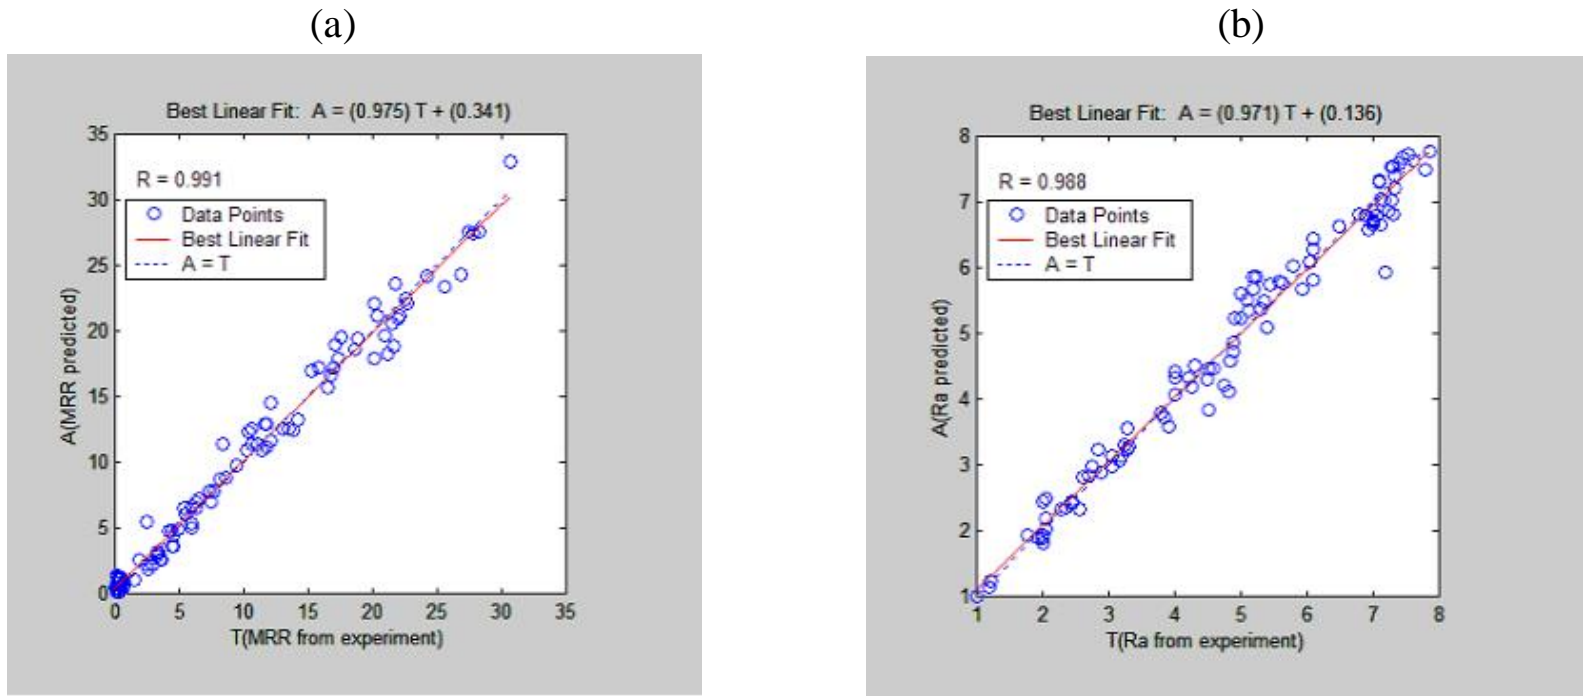 (a)
Best Linear Fit: A = (0.975) T + (0.341)
35
30
25
20
15
10
5
0
R = 0.991
Data Points
Best Linear Fit
A = T
A(MRR predicted)
0 5 10 15 20 25 30 35
T(MRR from experiment)
(b)
Best Linear Fit: A = (0.971) T + (0.136)
8
7
6
5
4
3
2
1
R = 0.988
Data Points
Best Linear Fit
A = T
A(Ra predicted)
1 2 3 4 5 6 7 8
T(Ra from experiment)